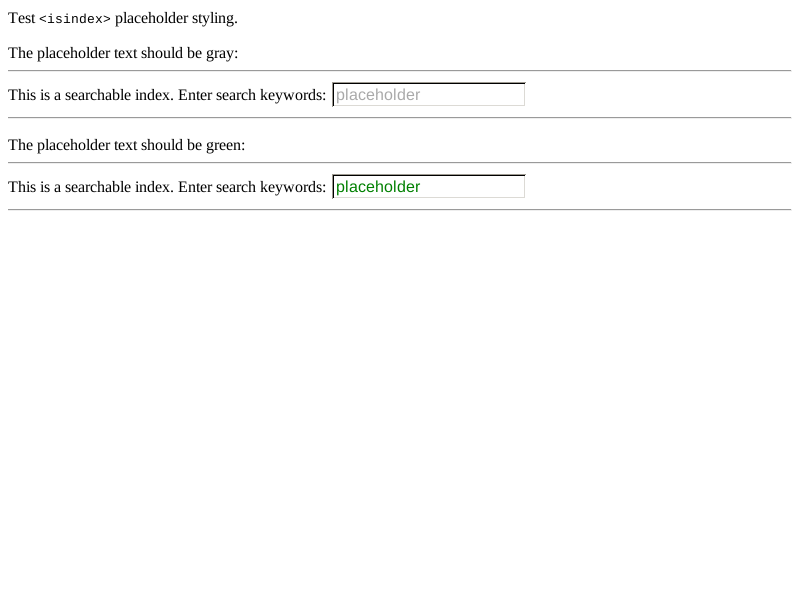 Test <isindex> placeholder styling.
The placeholder text should be gray:
This is a searchable index. Enter search keywords: placeholder
The placeholder text should be green:
This is a searchable index. Enter search keywords: placeholder